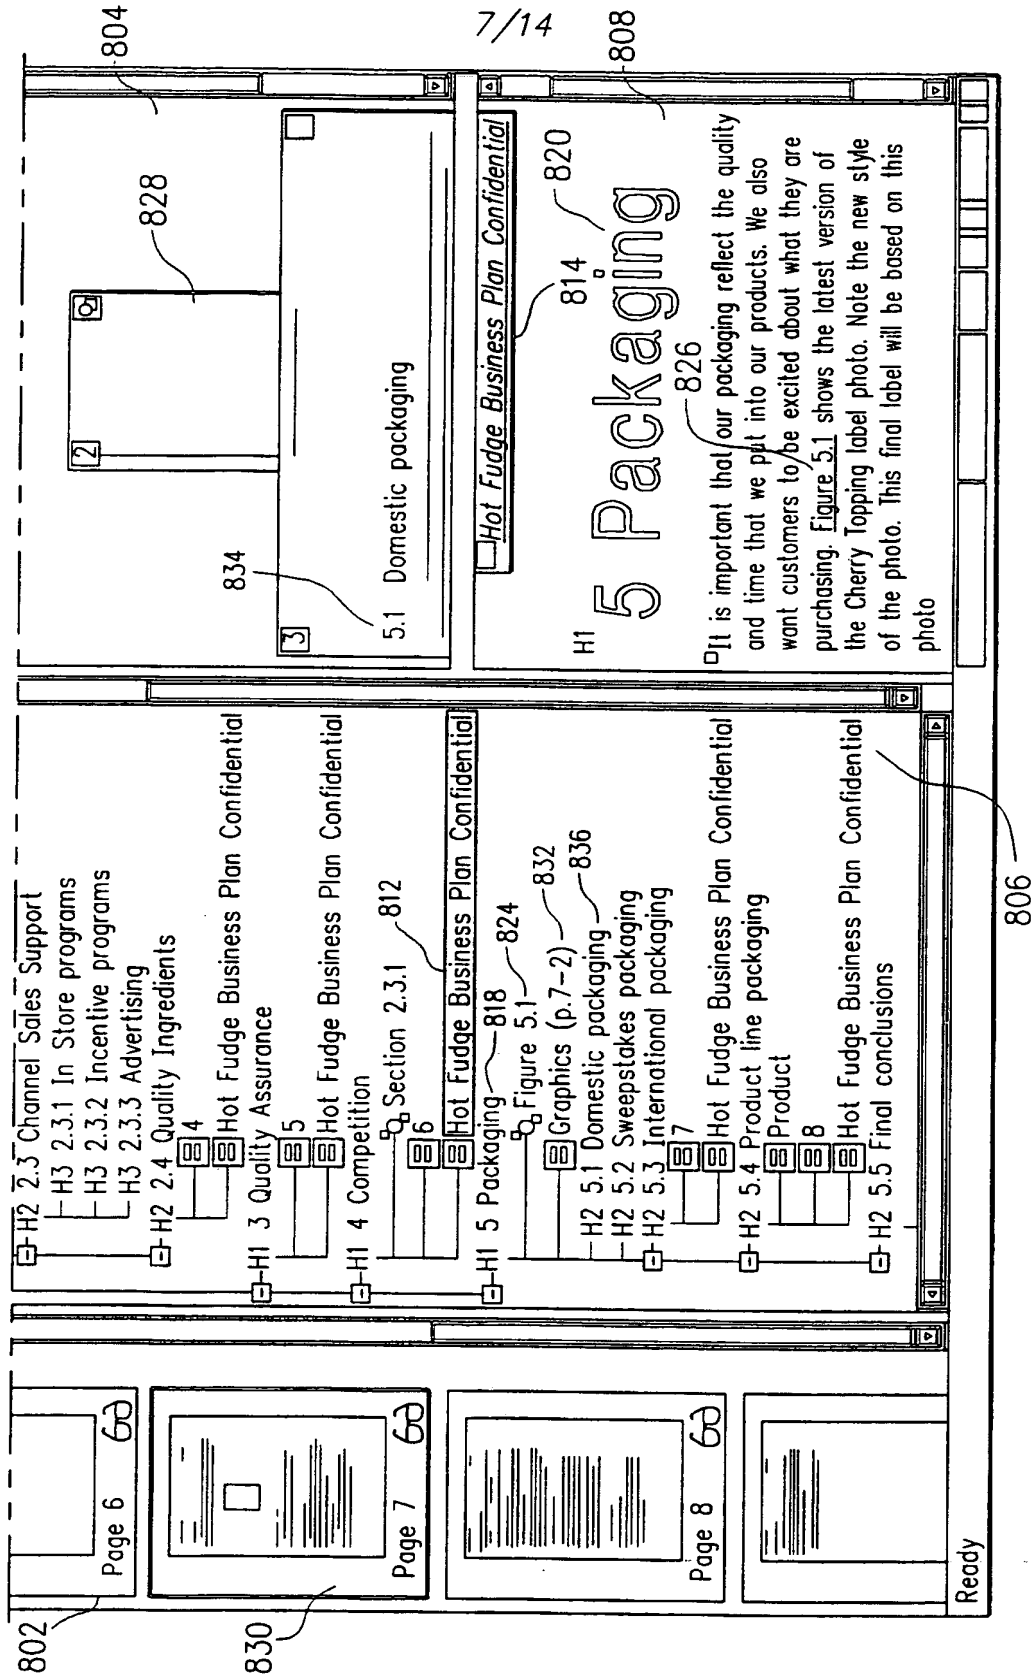 7/14
802
Page 6
Page 7
830
Page 8
Ready
H2 2.3 Channel Sales Support
H3 2.3.1 In Store programs
H3 2.3.2 Incentive programs
H3 2.3.3 Advertising
H2 2.4 Quality Ingredients
4
Hot Fudge Business Plan Confidential
H1 3 Quality Assurance
5
Hot Fudge Business Plan Confidential
H1 4 Competition
Section 2.3.1
812
6
Hot Fudge Business Plan Confidential
H1 5 Packaging 818
Figure 5.1 824
Graphics (p.7-2) 832
H2 5.1 Domestic packaging 836
H2 5.2 Sweepstakes packaging
H2 5.3 International packaging
7
Hot Fudge Business Plan Confidential
H2 5.4 Product line packaging
Product
8
Hot Fudge Business Plan Confidential
H2 5.5 Final conclusions
806
804
828
2
834
3
5.1 Domestic packaging
808
Hot Fudge Business Plan Confidential
814
820
H1
5 Packaging
826
It is important that our packaging reflect the quality
and time that we put into our products. We also
want customers to be excited about what they are
purchasing. Figure 5.1 shows the latest version of
the Cherry Topping label photo. Note the new style
of the photo. This final label will be based on this
photo